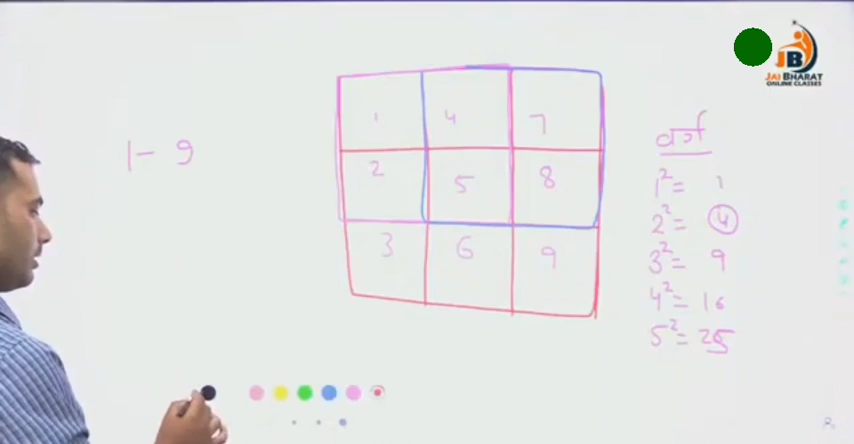 JB
JAI BHARAT
ONLINE CLASSES
1 - 9
1 4 7
2 5 8
3 6 9
वर्ग
1² = 1
2² = 4
3² = 9
4² = 16
5² = 25